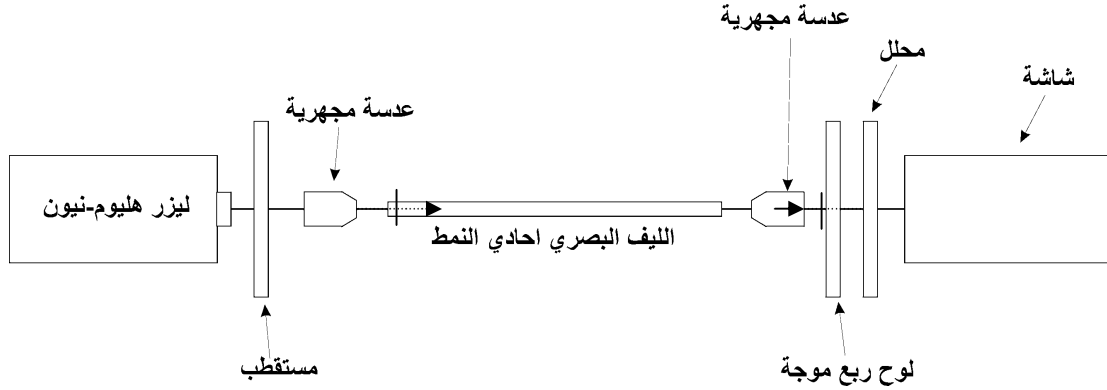 عدسة مجهرية
محلل
شاشة
عدسة مجهرية
ليزر هليوم-نيون
الليف البصري احادي النمط
مستقطب
لوح ربع موجة